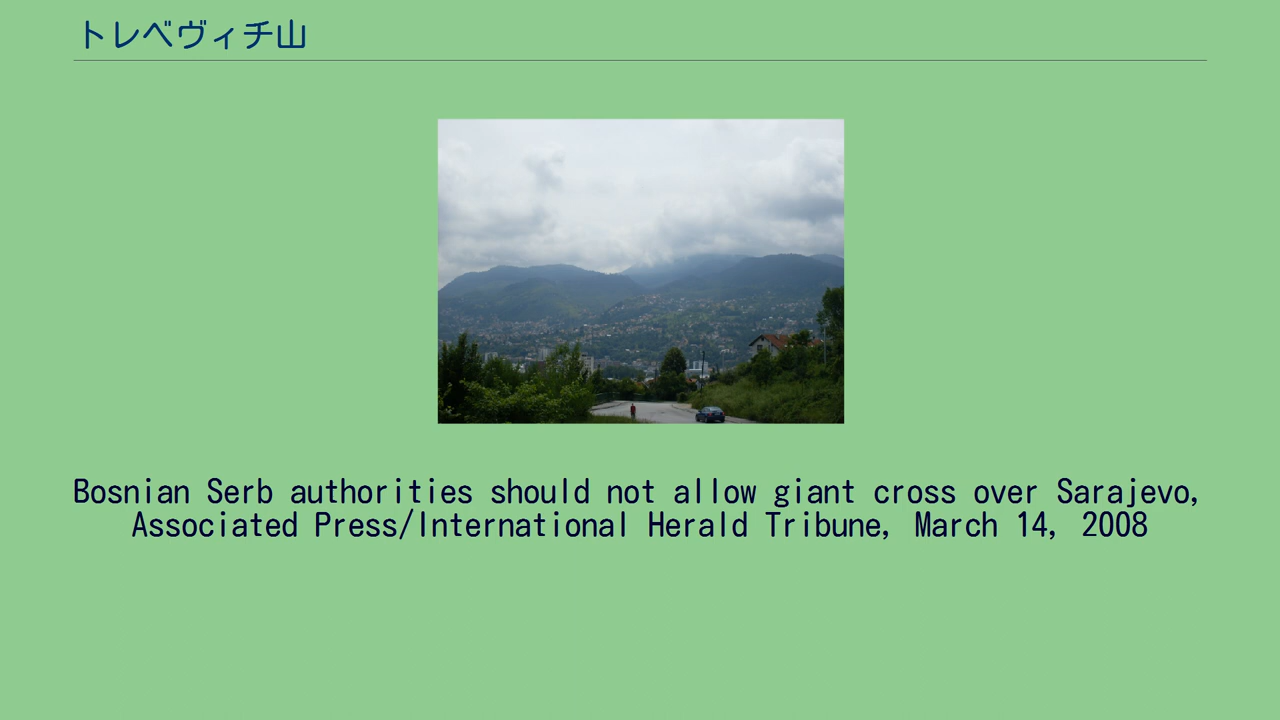 トレベヴィチ山
Bosnian Serb authorities should not allow giant cross over Sarajevo,
Associated Press/International Herald Tribune, March 14, 2008